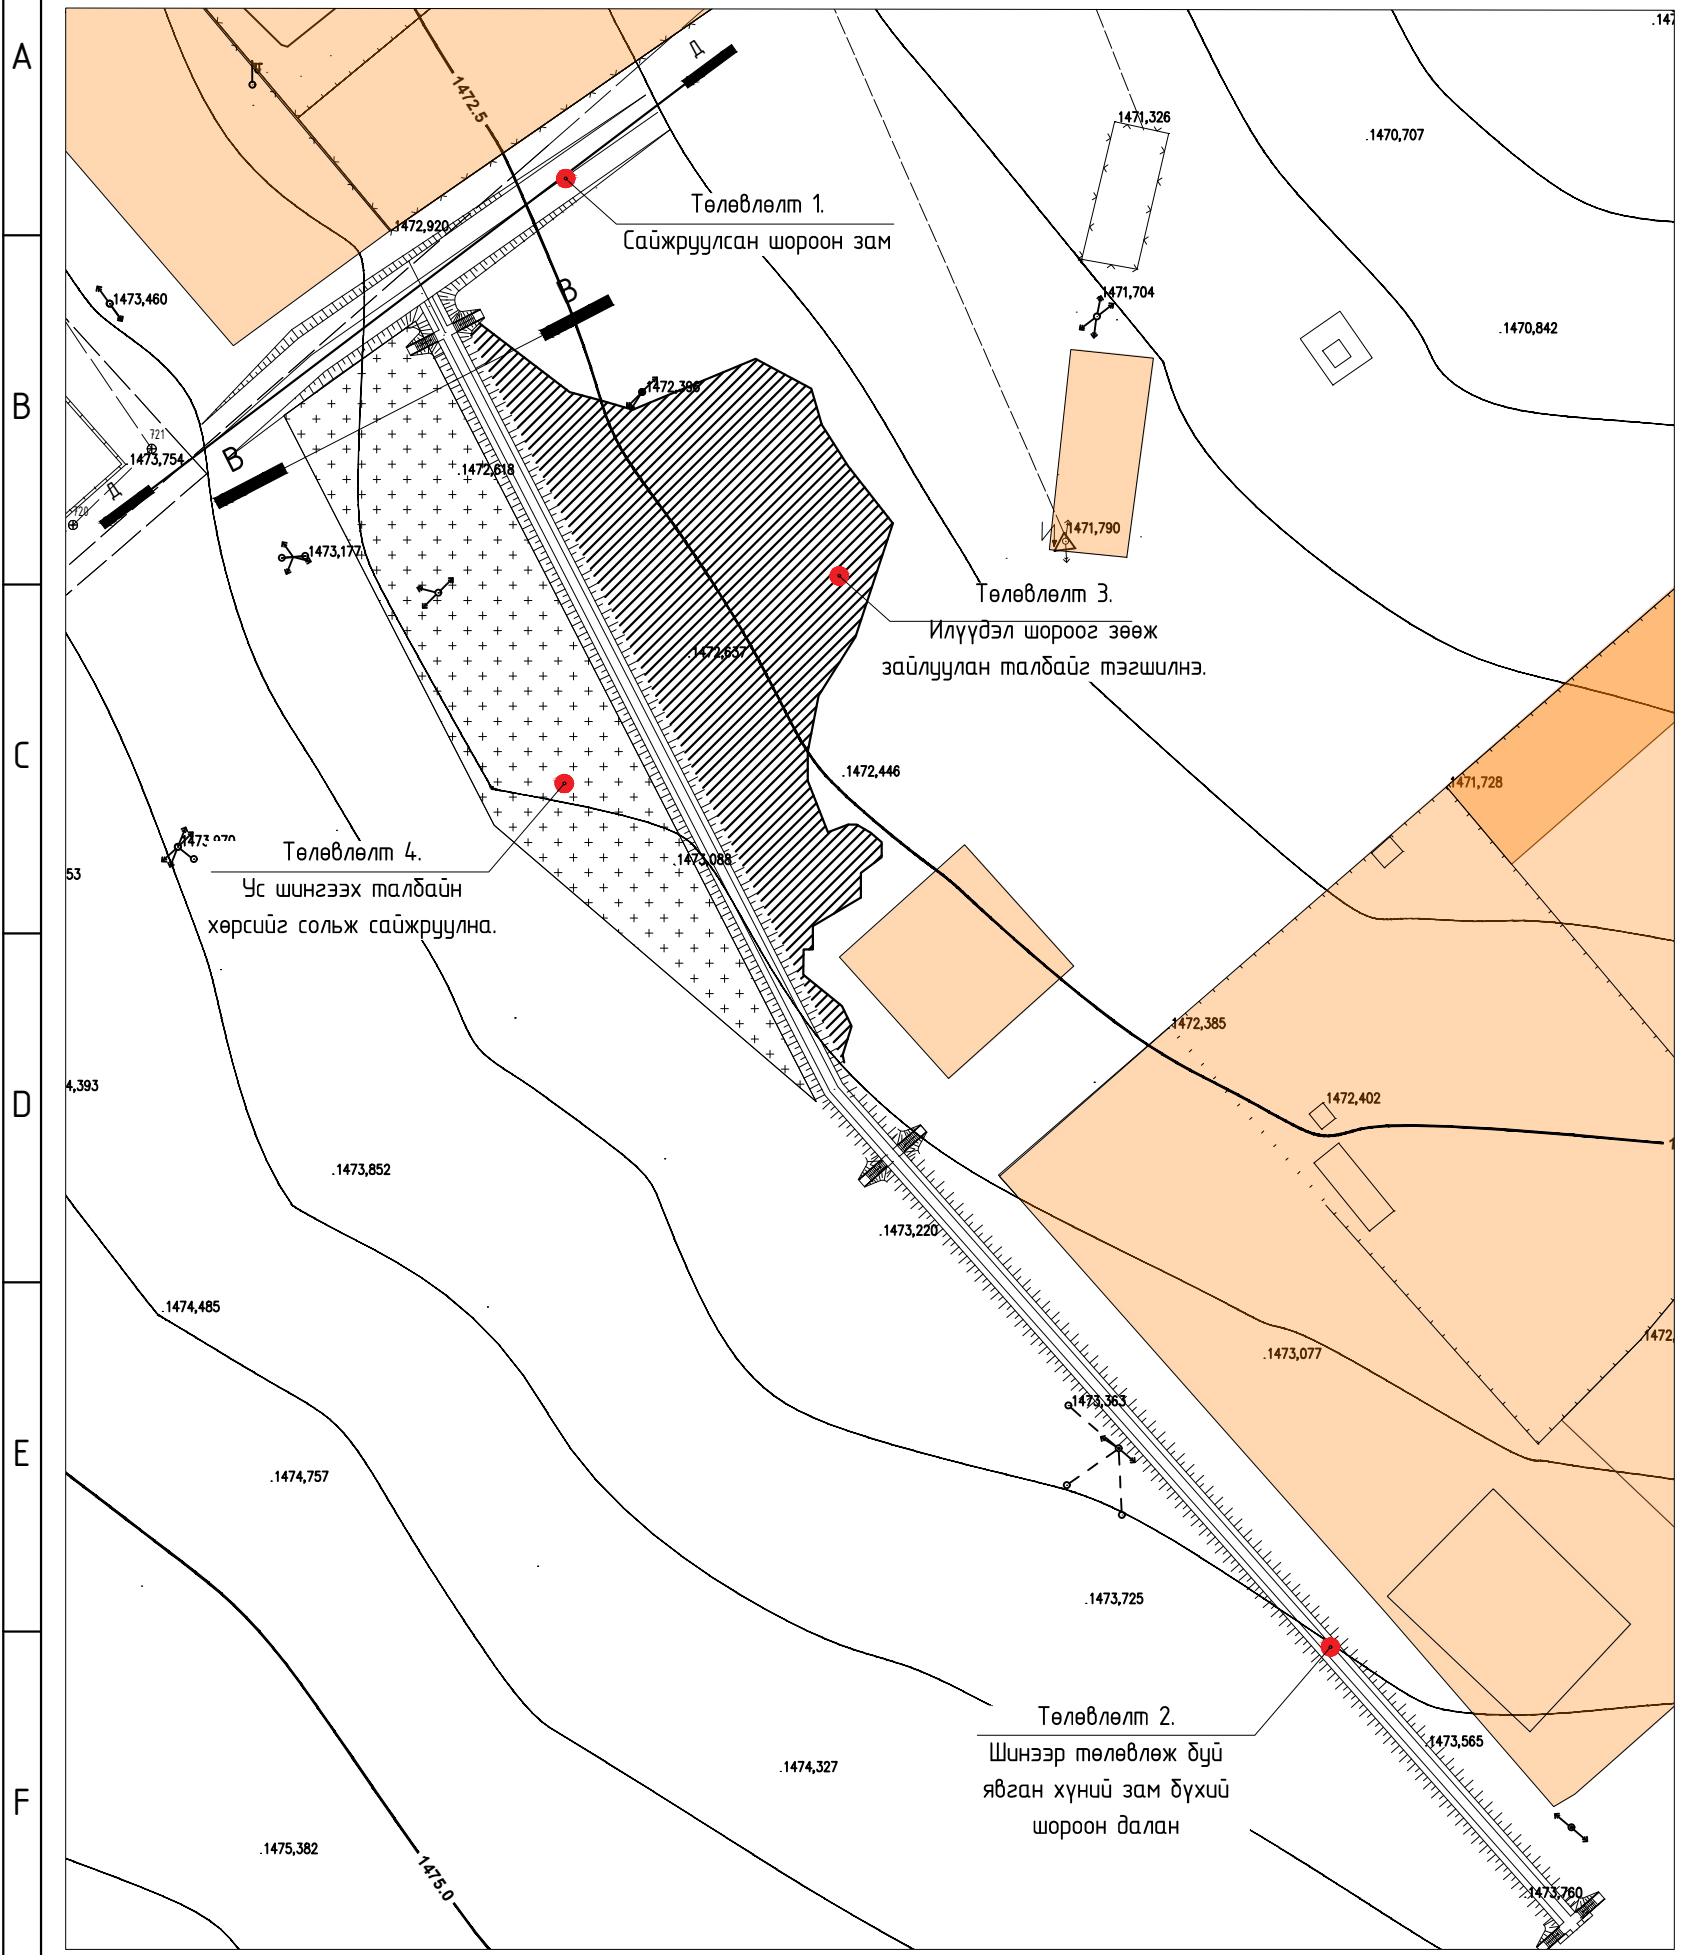 A
B
C
D
E
F
1472.5
Д
.1472,920
Төлөвлөлт 1.
Сайжруулсан шороон зам
1471,326
.1470,707
1473,460
В
1471,704
.1470,842
1472,396
721
1473,754
В
Д
720
.1472,618
1473,177
И
1471,790
Төлөвлөлт 3.
Илүүдэл шороог зөөж
зайлуулан талбайг тэгшилнэ.
.1472,637
.1472,446
1471,728
Төлөвлөлт 4.
Ус шингээх талбайн
хөрсийг сольж сайжруулна.
.1473,088
53
1472,385
4,393
1472,402
.1473,852
.1473,220
.1474,485
.1473,077
1472,
1473,363
.1474,757
.1473,725
Төлөвлөлт 2.
Шинээр төлөвлөж буй
явган хүний зам бүхий
шороон далан
.1473,565
.1474,327
.1475,382
1475.0
.1473,760